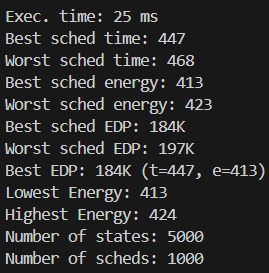 Exec. time: 25 ms
Best sched time: 447
Worst sched time: 468
Best sched energy: 413
Worst sched energy: 423
Best sched EDP: 184K
Worst sched EDP: 197K
Best EDP: 184K (t=447, e=413)
Lowest Energy: 413
Highest Energy: 424
Number of states: 5000
Number of scheds: 1000